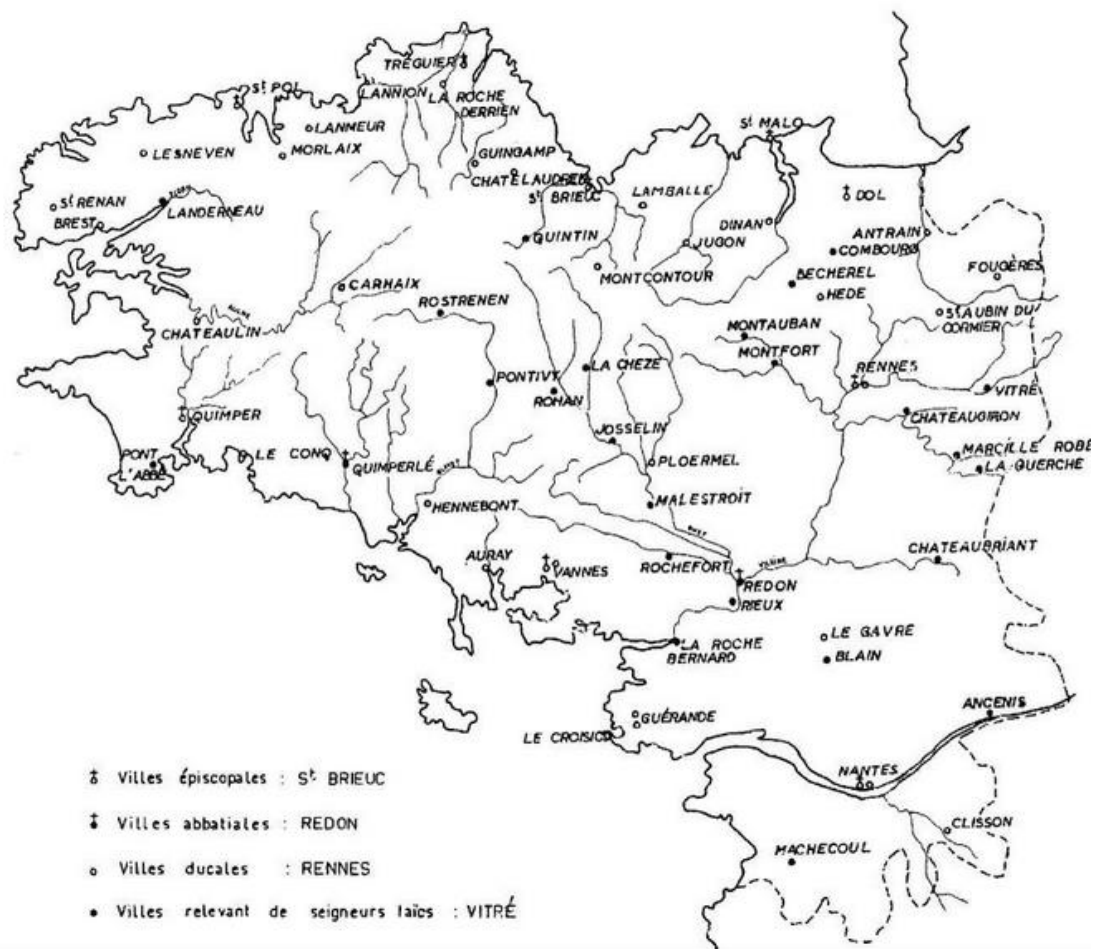 TRÉGUIER
St POL
LANNION
LA ROCHE
DERRIEN
LANMEUR
St MALO
LESNEVEN
MORLAIX
GUINGAMP
CHATELAUDREN
St BRIEUC
LAMBALLE
DOL
St RENAN
BREST
LANDERNEAU
DINAN
ANTRAIN
QUINTIN
JUGON
COMBOURG
MONTCONTOUR
BECHEREL
FOUGÈRES
CARHAIX
HEDE
ROSTRENEN
St AUBIN DU
CORMIER
AULNE
CHATEAULIN
MONTAUBAN
MONTFORT
LA CHEZE
RENNES
PONTIVY
ROHAN
VITRÉ
QUIMPER
CHATEAUGIRON
JOSSELIN
PONT
L'ABBÉ
LE CONQ
QUIMPERLÉ
BLAVET
PLOERMEL
MARCILLE ROBE
LA GUERCHE
HENNEBONT
MALESTROIT
OUST
AURAY
VANNES
ROCHEFORT
VILAINE
CHATEAUBRIANT
REDON
RIEUX
LA ROCHE
BERNARD
LE GAVRE
BLAIN
GUÉRANDE
ANCENIS
LE CROISIC
NANTES
CLISSON
MACHECOUL
Villes épiscopales : St BRIEUC
Villes abbatiales : REDON
Villes ducales : RENNES
Villes relevant de seigneurs laïcs : VITRÉ